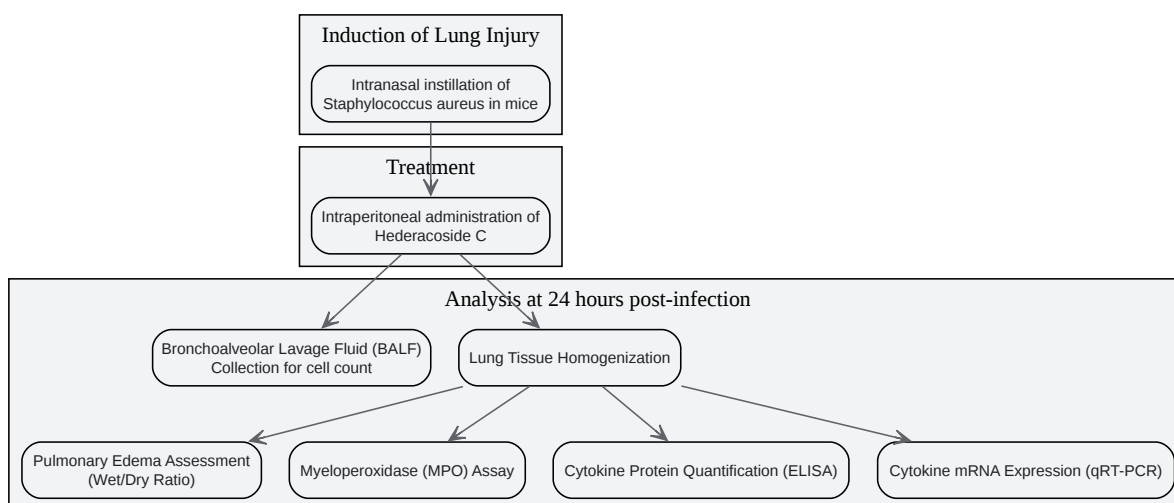 Induction of Lung Injury
Intranasal instillation of
Staphylococcus aureus in mice
Treatment
Intraperitoneal administration of
Hederacoside C
Analysis at 24 hours post-infection
Bronchoalveolar Lavage Fluid (BALF)
Collection for cell count
Lung Tissue Homogenization
Pulmonary Edema Assessment
(Wet/Dry Ratio)
Myeloperoxidase (MPO) Assay
Cytokine Protein Quantification (ELISA)
Cytokine mRNA Expression (qRT-PCR)